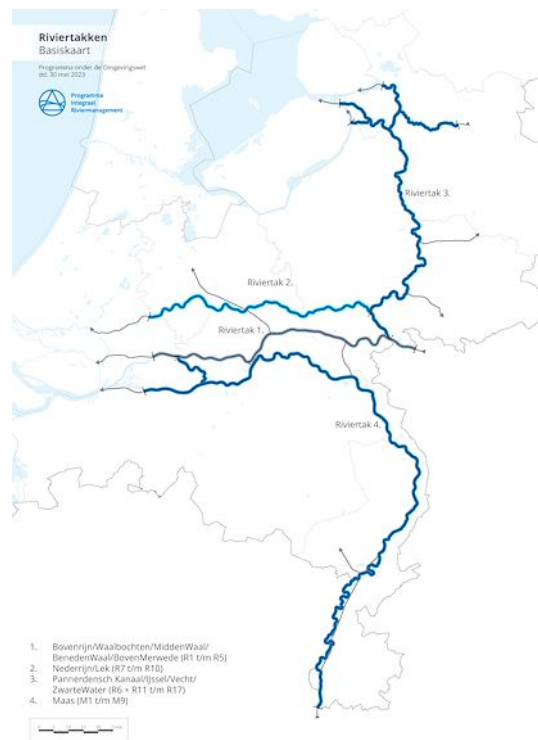 Riviertakken
Basiskaart
Programma onder de Omgevingswet
dd. 30 mei 2023
Programma
Integraal
Riviermanagement
Riviertak 3.
Riviertak 2.
Riviertak 1.
Riviertak 4.
1. Bovenrijn/Waalbochten/MiddenWaal/
BenedenWaal/BovenMerwede (R1 t/m R5)
2. Nederrijn/Lek (R7 t/m R10)
3. Pannerdensch Kanaal/IJssel/Vecht/
ZwarteWater (R6 + R11 t/m R17)
4. Maas (M1 t/m M9)